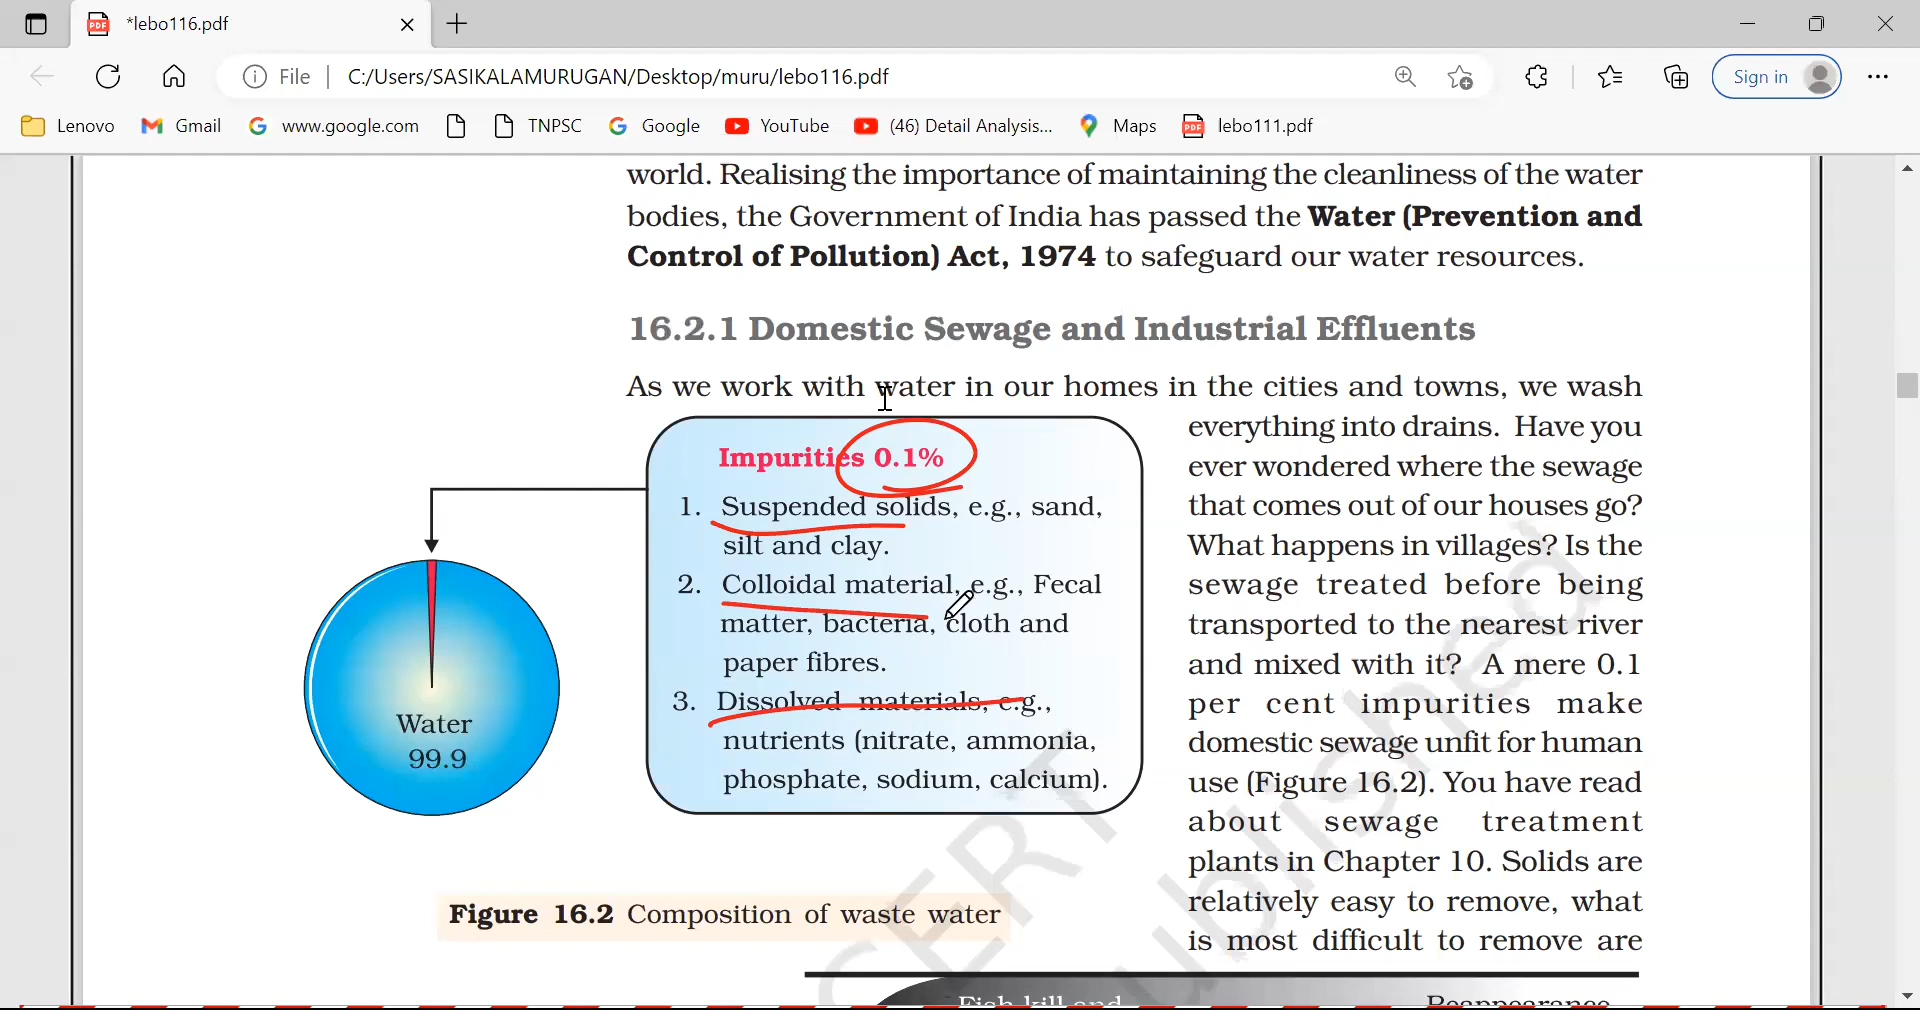 *lebo116.pdf
File
C:/Users/SASIKALAMURUGAN/Desktop/muru/lebo116.pdf
Sign in
Lenovo
Gmail
www.google.com
TNPSC
Google
YouTube
(46) Detail Analysis...
Maps
lebo111.pdf
world. Realising the importance of maintaining the cleanliness of the water
bodies, the Government of India has passed the Water (Prevention and
Control of Pollution) Act, 1974 to safeguard our water resources.
16.2.1 Domestic Sewage and Industrial Effluents
As we work with water in our homes in the cities and towns, we wash
everything into drains. Have you
ever wondered where the sewage
that comes out of our houses go?
What happens in villages? Is the
sewage treated before being
transported to the nearest river
and mixed with it? A mere 0.1
per cent impurities make
domestic sewage unfit for human
use (Figure 16.2). You have read
about sewage treatment
plants in Chapter 10. Solids are
relatively easy to remove, what
is most difficult to remove are
Impurities 0.1%
1. Suspended solids, e.g., sand,
silt and clay.
2. Colloidal material, e.g., Fecal
matter, bacteria, cloth and
paper fibres.
3. Dissolved materials, e.g.,
nutrients (nitrate, ammonia,
phosphate, sodium, calcium).
Water
99.9
Figure 16.2 Composition of waste water
Fish kill and
Reappearance